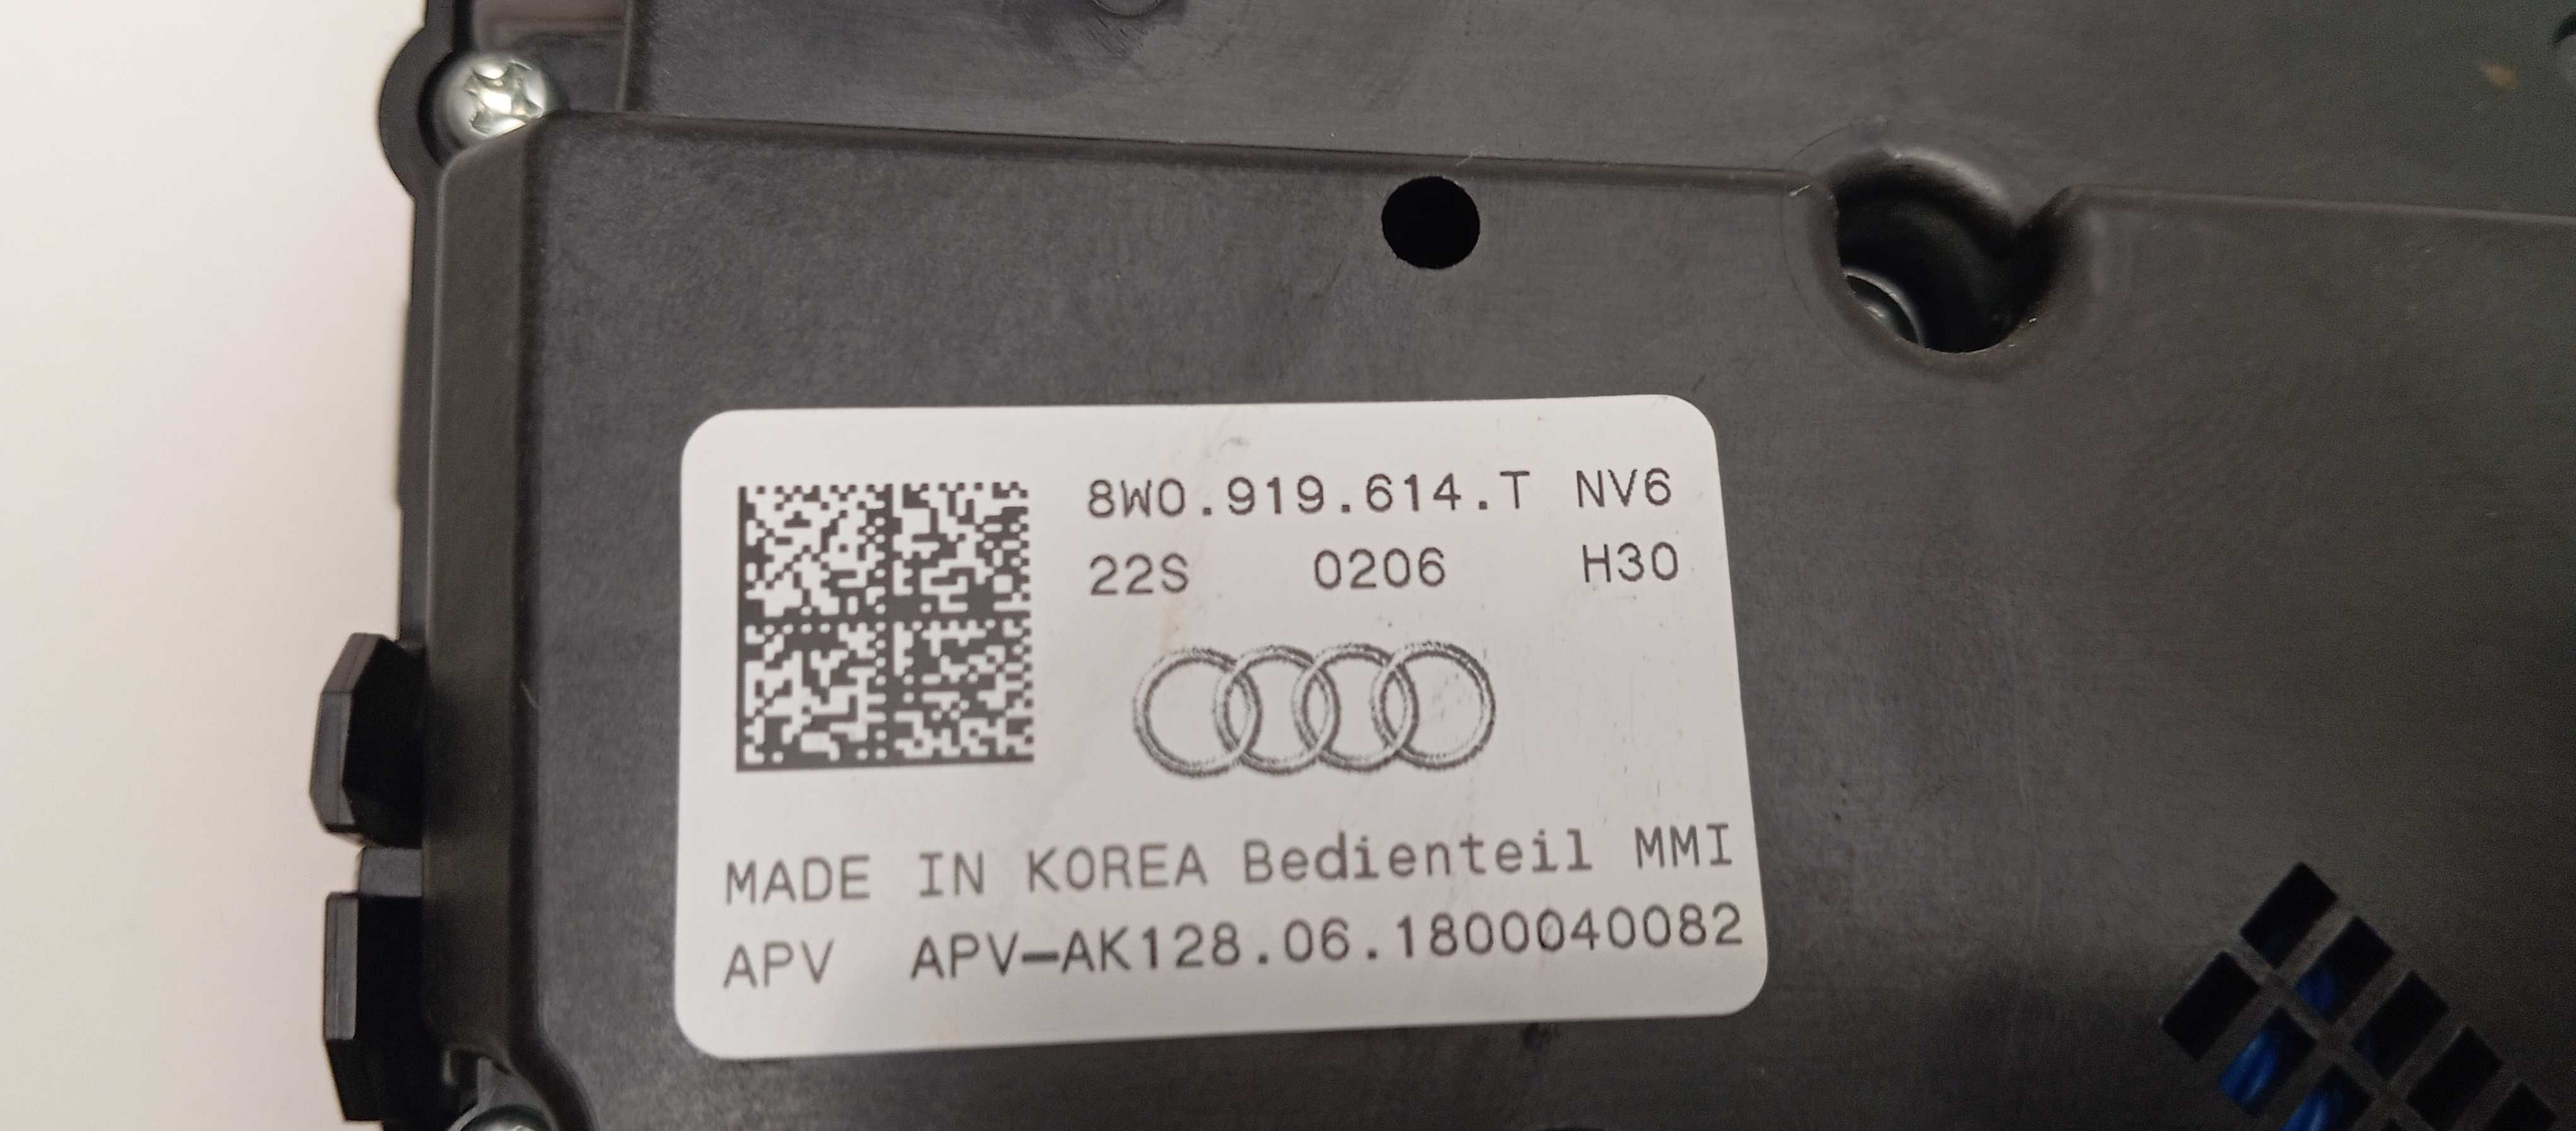 8W0.919.614.T NV6
22S 0206 H30
MADE IN KOREA Bedienteil MMI
APV APV-AK128.06.1800040082